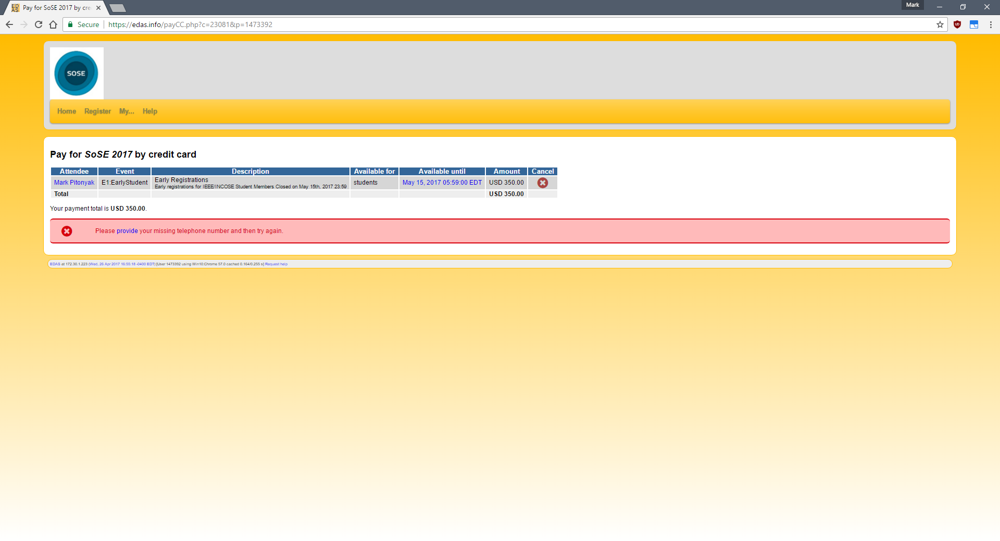 Pay for SoSE 2017 by cre
Mark
Secure https://edas.info/payCC.php?c=23081&p=1473392
SOSE
Home Register My... Help
Pay for SoSE 2017 by credit card
Attendee Event Description Available for Available until Amount Cancel
Mark Pitonyak E1:EarlyStudent Early Registrations students May 15, 2017 05:59:00 EDT USD 350.00
Early registrations for IEEE/INCOSE Student Members Closed on May 15th, 2017 23:59
Total USD 350.00
Your payment total is USD 350.00.
Please provide your missing telephone number and then try again.
EDAS at 172.30.1.223 (Wed, 26 Apr 2017 16:55:18 -0400 EDT) [User 1473392 using Win10:Chrome 57.0 cached 0.164/0.255 s] Request help